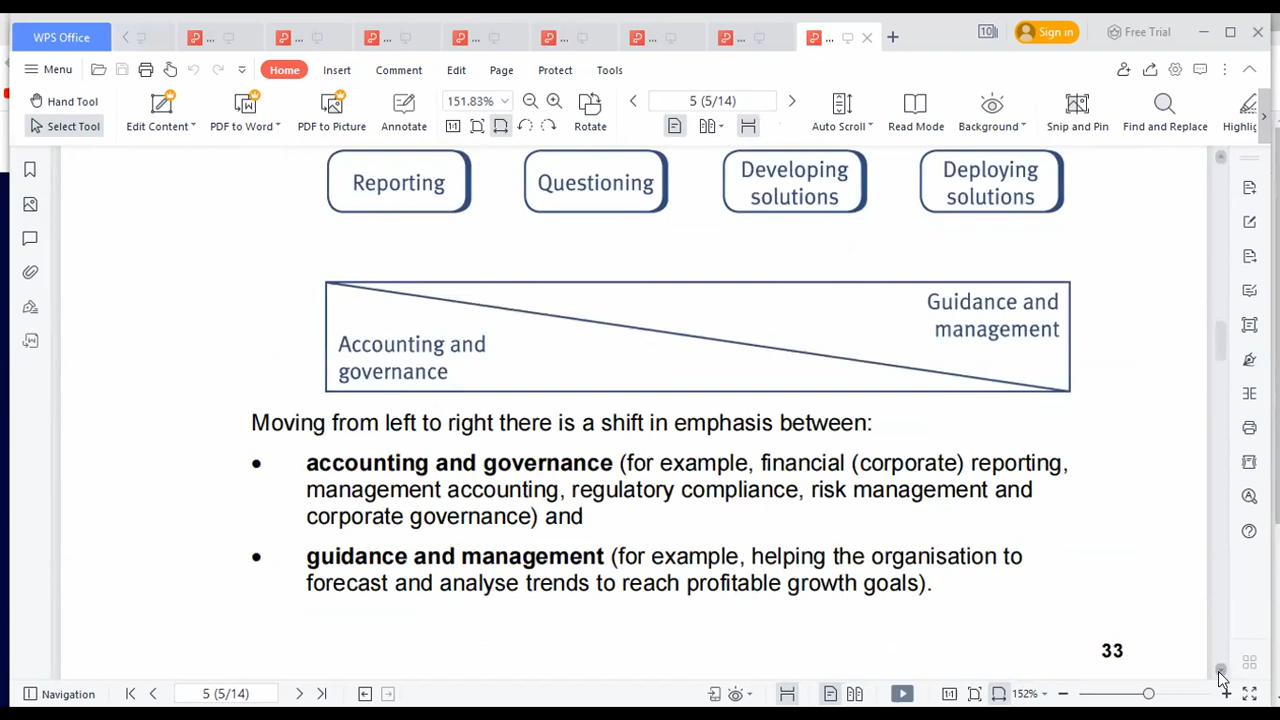 WPS Office
...
...
...
...
...
...
...
...
10
Sign in
Free Trial
Menu
Home
Insert
Comment
Edit
Page
Protect
Tools
Hand Tool
Select Tool
Edit Content
PDF to Word
PDF to Picture
Annotate
151.83%
Rotate
5 (5/14)
Auto Scroll
Read Mode
Background
Snip and Pin
Find and Replace
Highlig
Reporting
Questioning
Developing
solutions
Deploying
solutions
Guidance and
management
Accounting and
governance
Moving from left to right there is a shift in emphasis between:
• accounting and governance (for example, financial (corporate) reporting,
management accounting, regulatory compliance, risk management and
corporate governance) and
• guidance and management (for example, helping the organisation to
forecast and analyse trends to reach profitable growth goals).
33
Navigation
5 (5/14)
152%